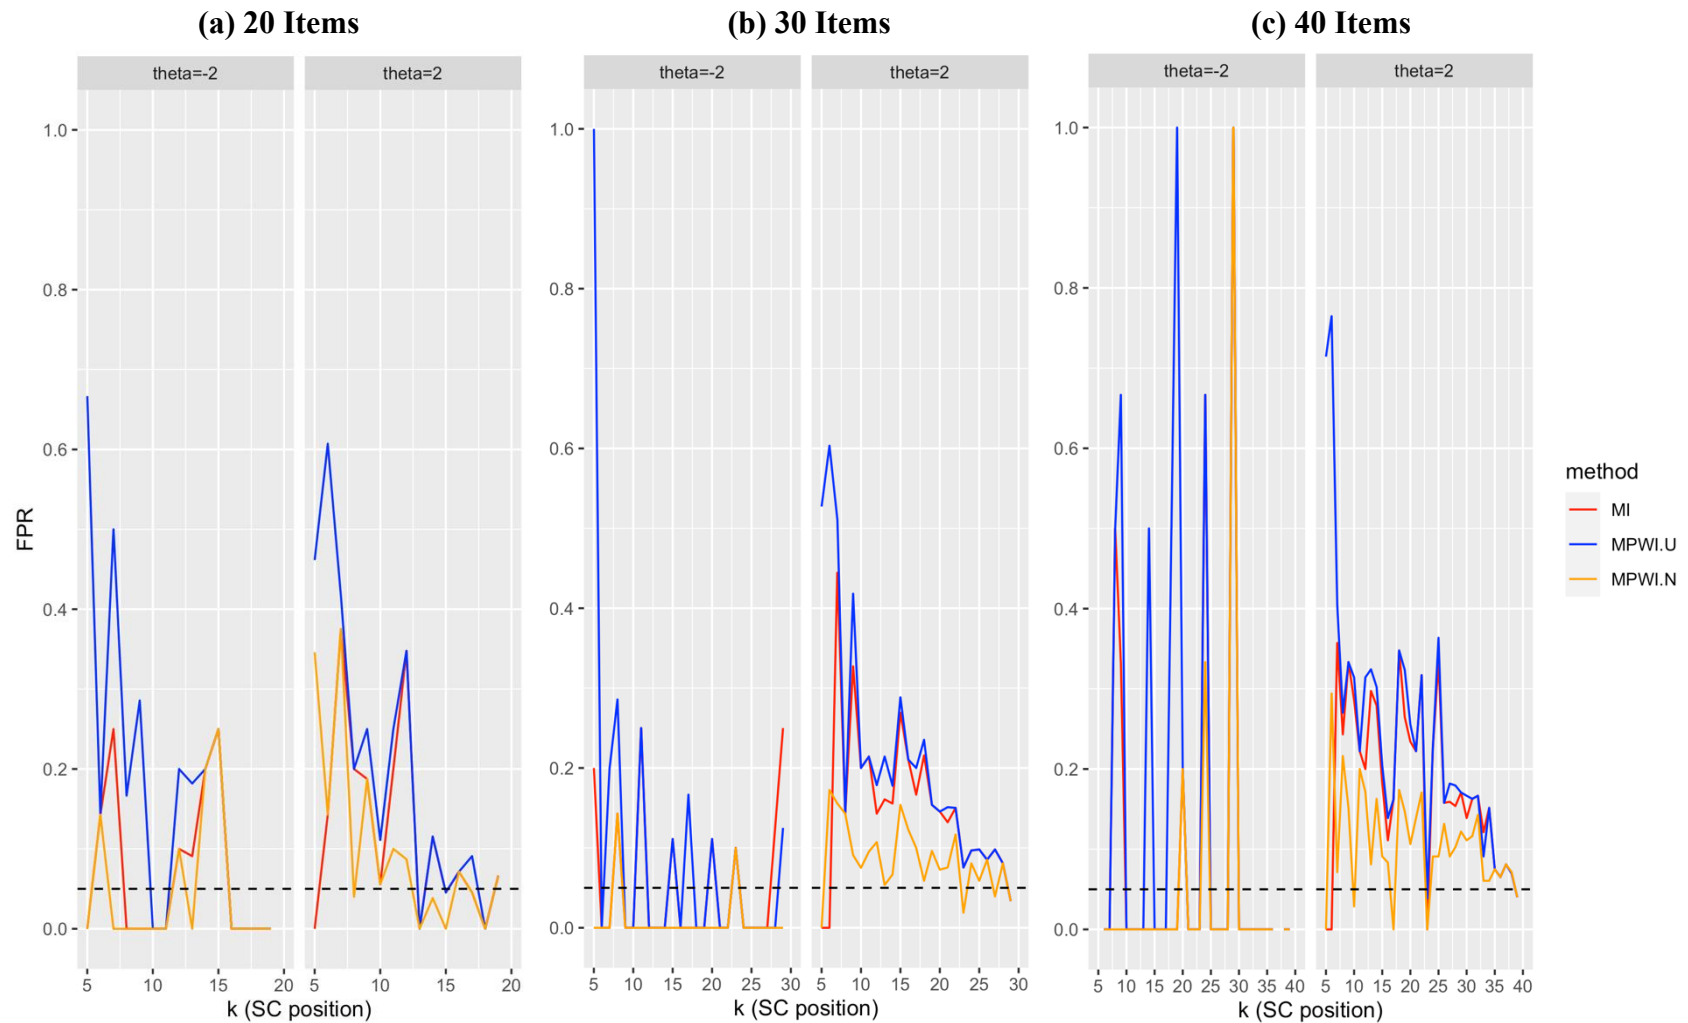 (a) 20 Items
(b) 30 Items
(c) 40 Items
theta=-2
theta=2
theta=-2
theta=2
theta=-2
theta=2
FPR
1.0
0.8
0.6
0.4
0.2
0.0
1.0
0.8
0.6
0.4
0.2
0.0
1.0
0.8
0.6
0.4
0.2
0.0
5 10 15 20 5 10 15 20
5 10 15 20 25 30 5 10 15 20 25 30
5 10 15 20 25 30 35 40 5 10 15 20 25 30 35 40
k (SC position)
k (SC position)
k (SC position)
method
MI
MPWI.U
MPWI.N